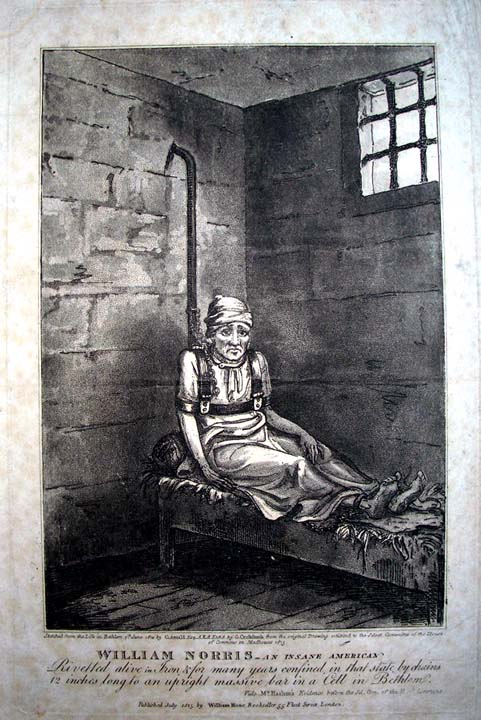 Sketched from the Life in Bethlem 7th June 1814 by G. Arnald Esq. A.R.A. Etch'd by G. Cruikshank from the original Drawing exhibited to the Select Committee of the House
of Commons on Madhouses 1815
WILLIAM NORRIS – AN INSANE AMERICAN
Rivetted alive in Iron, & for many years confined, in that state, by chains
12 inches long to an upright massive bar in a Cell in Bethlem.
Vide. Mr. Haslam's Evidence before the Sel. Com. of the H. of Commons
Published July 1815 by William Hone, Bookseller, 55 Fleet Street, London.